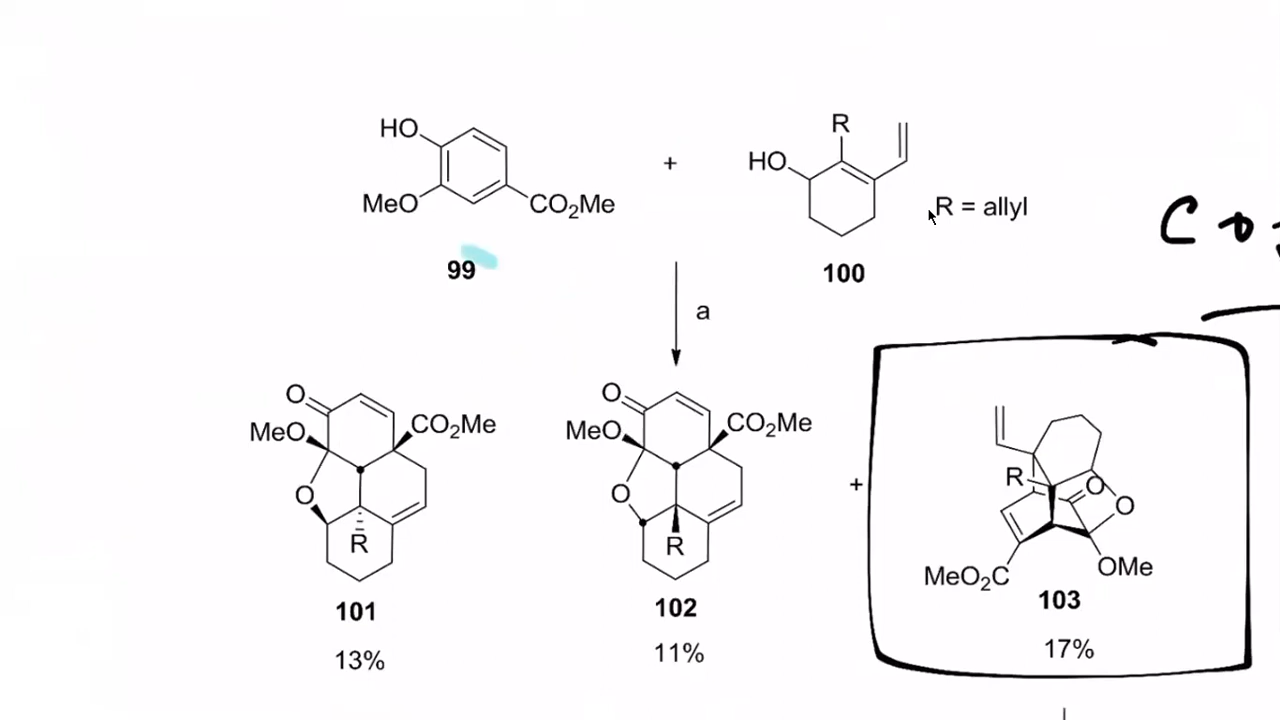 HO
MeO
CO₂Me
99
+
HO
R
R = allyl
100
a
O
MeO
CO₂Me
O
R
101
13%
O
MeO
CO₂Me
O
R
102
11%
+
R
O
O
MeO₂C
OMe
103
17%